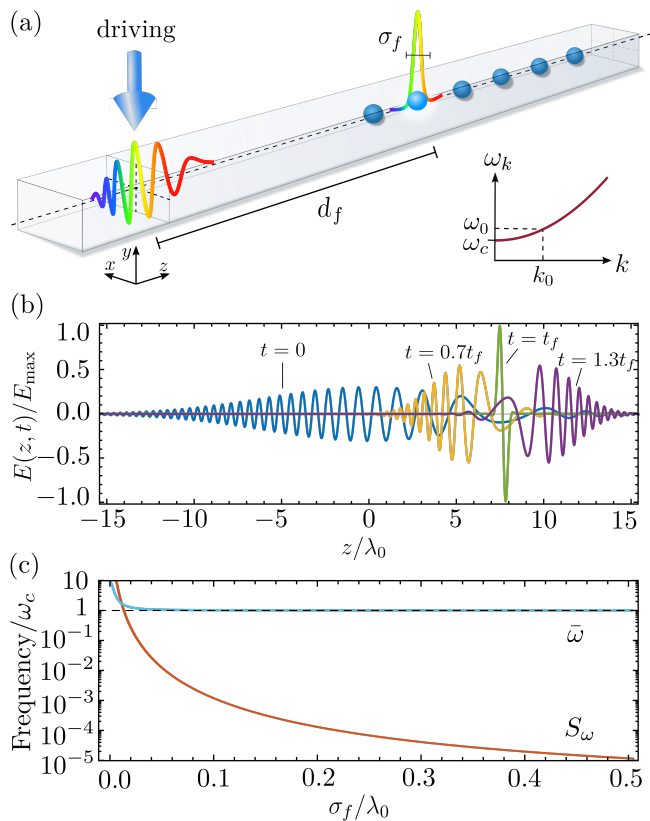 (a)
driving
σ_f
d_f
x
y
z
ω_k
ω_0
ω_c
k_0
k
(b)
E(z, t)/E_max
1.0
0.5
0.0
−0.5
−1.0
t = 0
t = 0.7t_f
t = t_f
t = 1.3t_f
−15 −10 −5 0 5 10 15
z/λ_0
(c)
Frequency/ω_c
10
1
10^−1
10^−2
10^−3
10^−4
10^−5
ω̄
S_ω
0.0 0.1 0.2 0.3 0.4 0.5
σ_f/λ_0